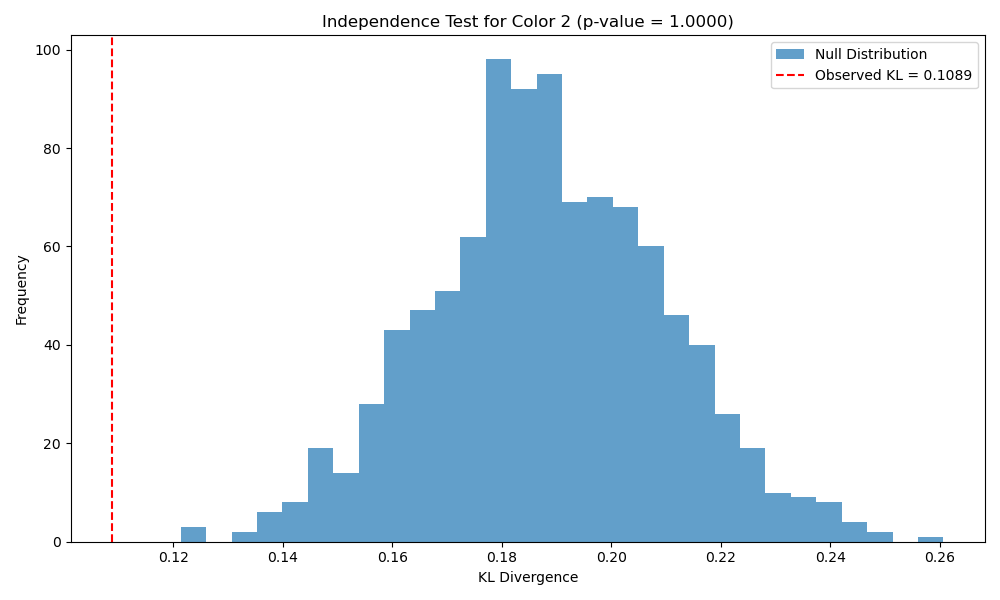 Independence Test for Color 2 (p-value = 1.0000)
Null Distribution
Observed KL = 0.1089
Frequency
100
80
60
40
20
0
0.12 0.14 0.16 0.18 0.20 0.22 0.24 0.26
KL Divergence